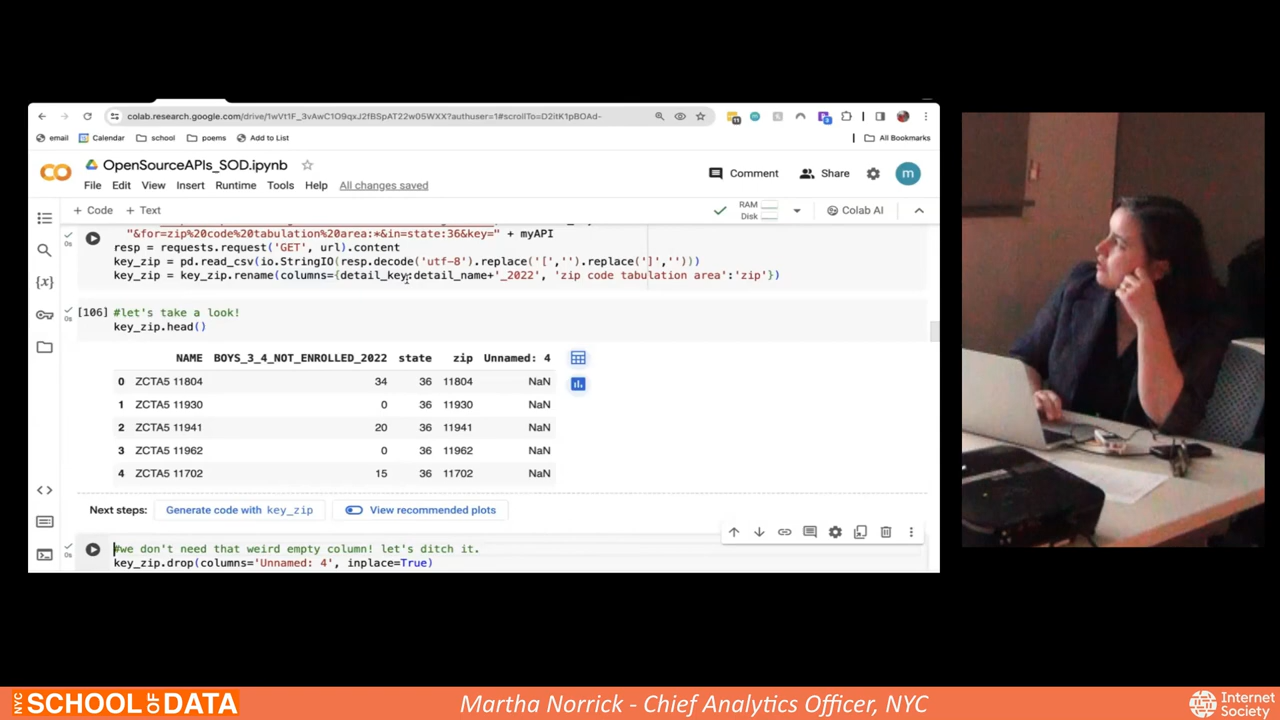 colab.research.google.com/drive/1wVt1F_3vAwC1O9qxJ2fBSpAT22w05WXX?authuser=1#scrollTo=D2itK1pBOAd-
email
Calendar
school
poems
Add to List
All Bookmarks
OpenSourceAPIs_SOD.ipynb
File Edit View Insert Runtime Tools Help All changes saved
Comment
Share
m
+ Code + Text
RAM
Disk
Colab AI
"&for=zip%20code%20tabulation%20area:*&in=state:36&key=" + myAPI
resp = requests.request('GET', url).content
key_zip = pd.read_csv(io.StringIO(resp.decode('utf-8').replace('[','').replace(']','')))
key_zip = key_zip.rename(columns={detail_key:detail_name+'_2022', 'zip code tabulation area':'zip'})
0s
[106] #let's take a look!
key_zip.head()
0s
NAME BOYS_3_4_NOT_ENROLLED_2022 state zip Unnamed: 4
0 ZCTA5 11804 34 36 11804 NaN
1 ZCTA5 11930 0 36 11930 NaN
2 ZCTA5 11941 20 36 11941 NaN
3 ZCTA5 11962 0 36 11962 NaN
4 ZCTA5 11702 15 36 11702 NaN
Next steps: Generate code with key_zip View recommended plots
#we don't need that weird empty column! let's ditch it.
key_zip.drop(columns='Unnamed: 4', inplace=True)
0s
NYC SCHOOL OF DATA
Martha Norrick - Chief Analytics Officer, NYC
Internet Society